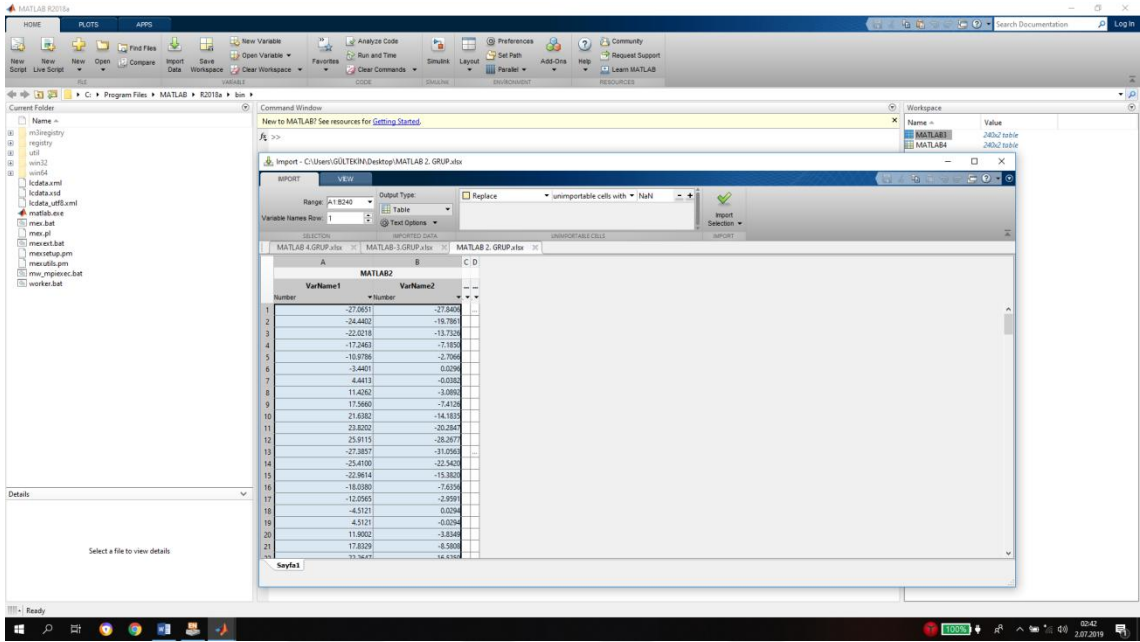 MATLAB R2018a
HOME PLOTS APPS
Search Documentation Log In
New Script
New Live Script
New
Open
Find Files
Compare
Import Data
Save Workspace
New Variable
Open Variable
Clear Workspace
Favorites
Analyze Code
Run and Time
Clear Commands
Simulink
Layout
Preferences
Set Path
Parallel
Add-Ons
Help
Community
Request Support
Learn MATLAB
FILE VARIABLE CODE SIMULINK ENVIRONMENT RESOURCES
C: Program Files MATLAB R2018a bin
Current Folder
Name
m3iregistry
registry
util
win32
win64
lcdata.xml
lcdata.xsd
lcdata_utf8.xml
matlab.exe
mex.bat
mex.pl
mexext.bat
mexsetup.pm
mexutils.pm
mw_mpiexec.bat
worker.bat
Details
Select a file to view details
Command Window
New to MATLAB? See resources for Getting Started.
fx >>
Workspace
Name Value
MATLAB3 240x2 table
MATLAB4 240x2 table
Import - C:\Users\GÜLTEKİN\Desktop\MATLAB 2. GRUP.xlsx
IMPORT VIEW
Range: A1:B240
Variable Names Row: 1
Output Type:
Table
Text Options
Replace unimportable cells with NaN
Import Selection
SELECTION IMPORTED DATA UNIMPORTABLE CELLS IMPORT
MATLAB 4.GRUP.xlsx MATLAB-3.GRUP.xlsx MATLAB 2. GRUP.xlsx
A B C D
MATLAB2
VarName1 VarName2
Number Number
1 -27.0651 -27.8406
2 -24.4402 -19.7861
3 -22.0218 -13.7326
4 -17.2463 -7.1850
5 -10.9786 -2.7066
6 -3.4401 0.0296
7 4.4413 -0.0382
8 11.4262 -3.0892
9 17.5660 -7.4126
10 21.6382 -14.1835
11 23.8202 -20.2847
12 25.9115 -28.2677
13 -27.3857 -31.0563
14 -25.4100 -22.5420
15 -22.9614 -15.3820
16 -18.0380 -7.6356
17 -12.0565 -2.9591
18 -4.5121 0.0294
19 4.5121 -0.0294
20 11.9002 -3.8349
21 17.8329 -8.5808
Sayfa1
Ready
100%
02:42
2.07.2019